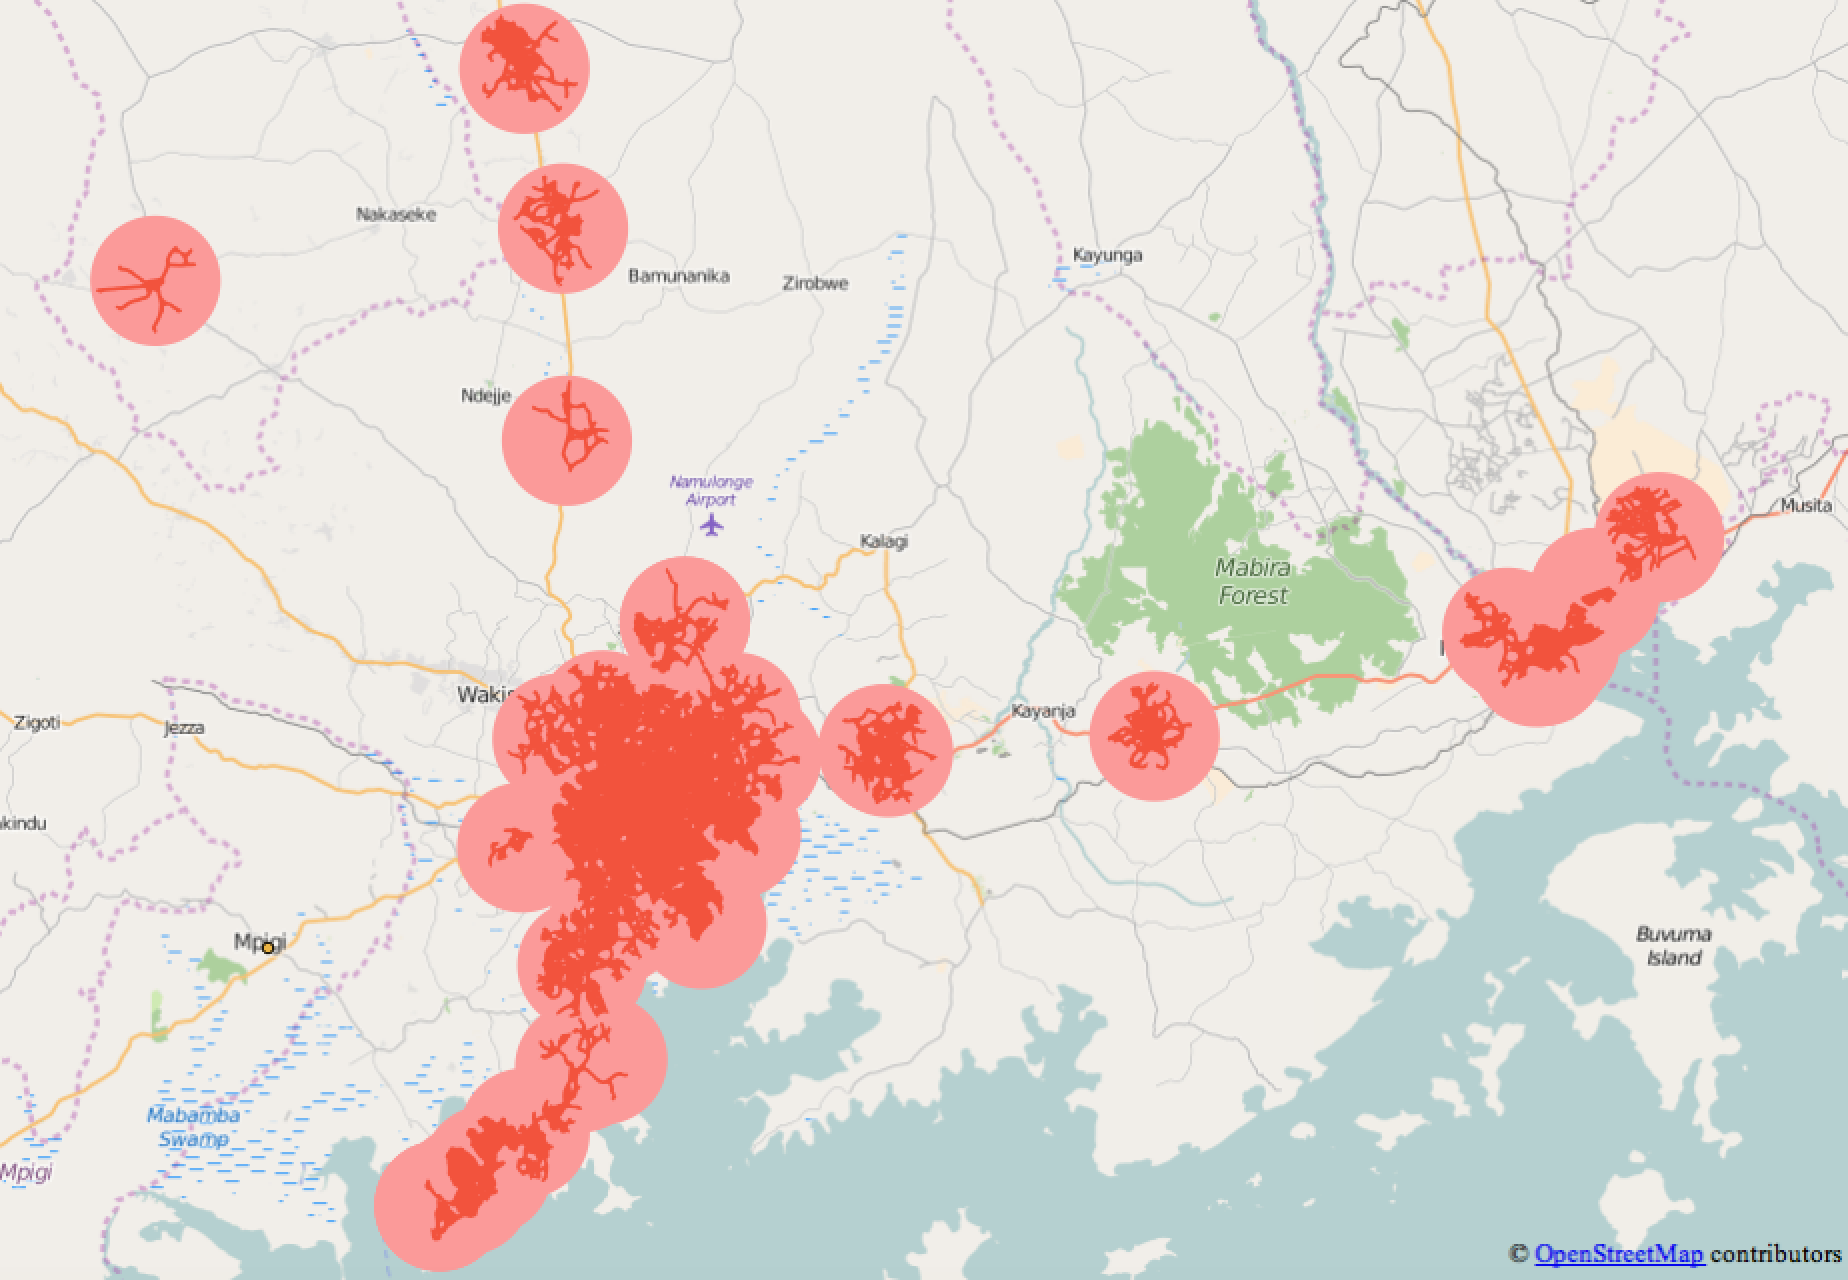 Nakaseke
Bamunanika
Zirobwe
Kayunga
Ndejje
Namulonge
Airport
Kalagi
Musita
Mabira
Forest
Wakis
Zigoti
Jezza
Kayanja
kindu
Mpigi
Buvuma
Island
Mabamba
Swamp
Mpigi
© OpenStreetMap contributors